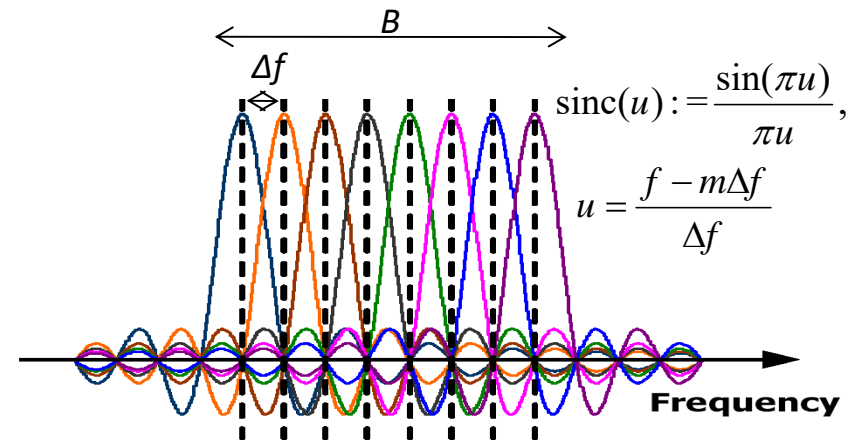 B
Δf
sinc(u) := sin(πu) / πu,
u = f − mΔf / Δf
Frequency